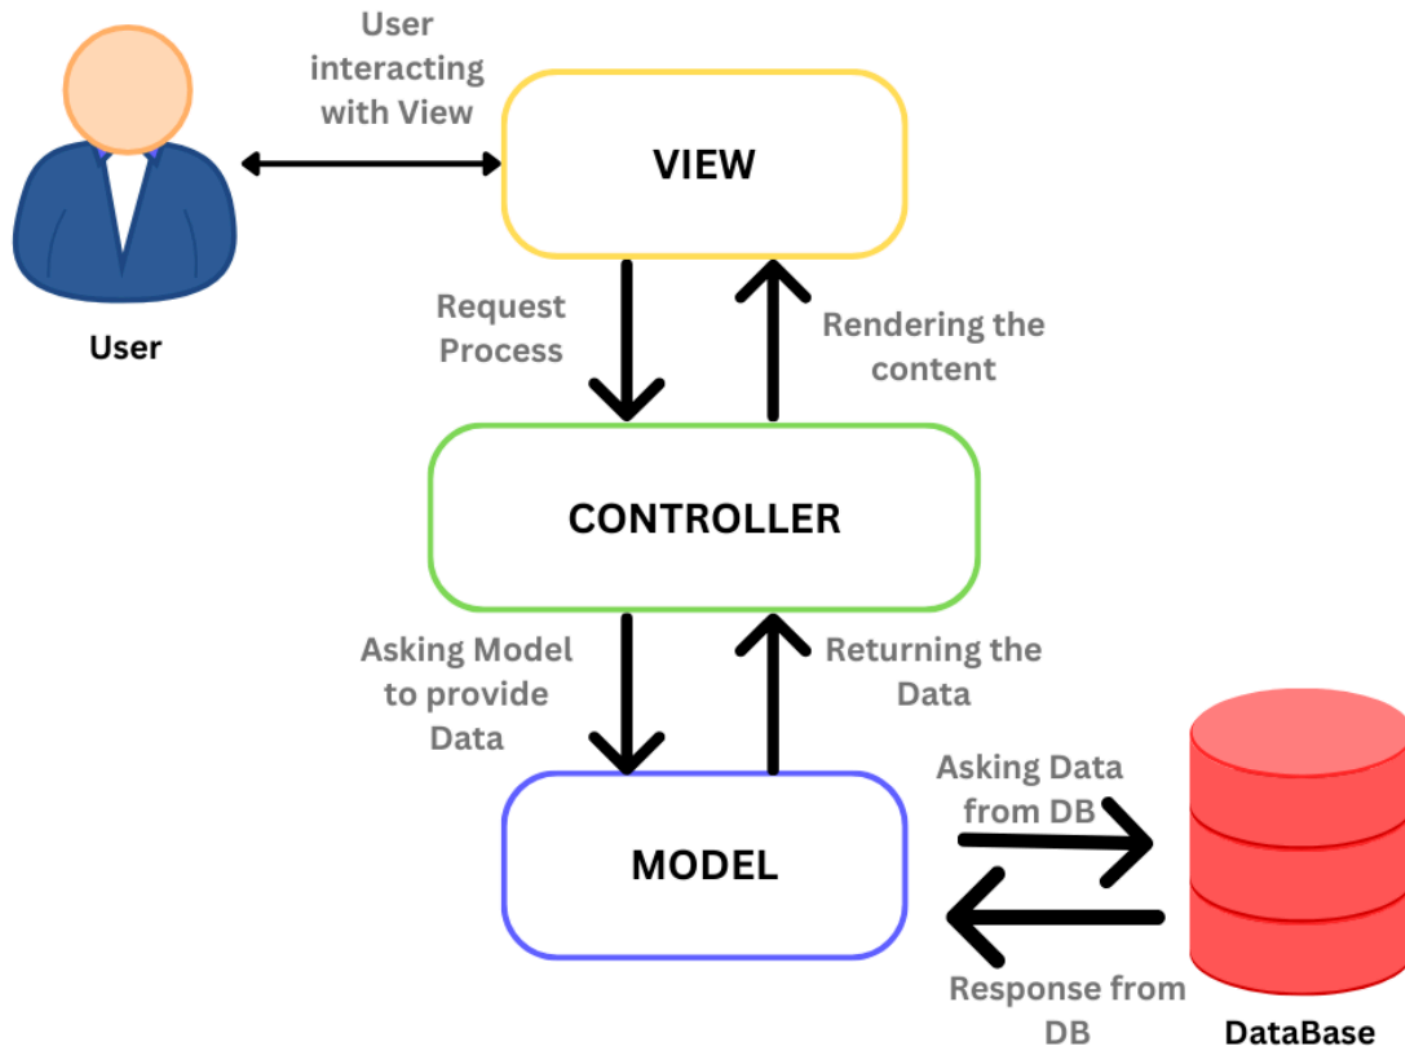 User
interacting
with View
VIEW
User
Request
Process
Rendering the
content
CONTROLLER
Asking Model
to provide
Data
Returning the
Data
MODEL
Asking Data
from DB
Response from
DB
DataBase